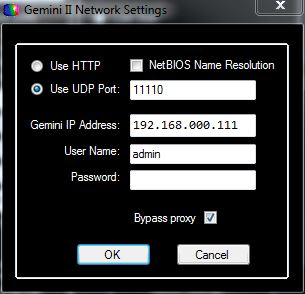 Gemini II Network Settings
X
Use HTTP
NetBIOS Name Resolution
Use UDP Port: 11110
Gemini IP Address: 192.168.000.111
User Name: admin
Password:
Bypass proxy
OK Cancel